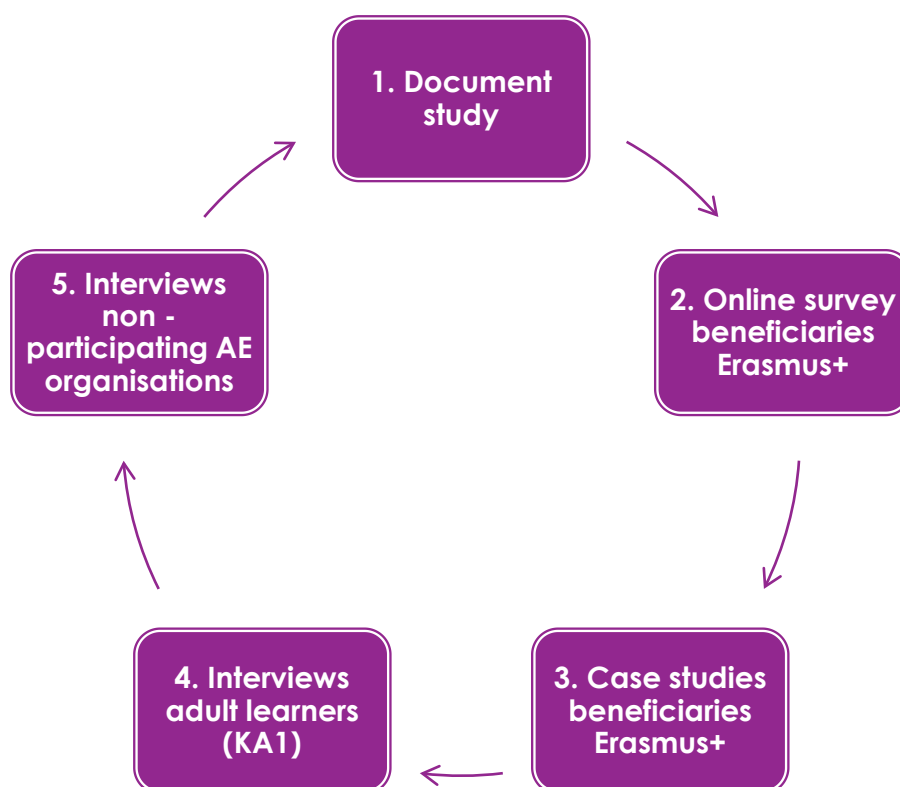 1. Document
study
2. Online survey
beneficiaries
Erasmus+
3. Case studies
beneficiaries
Erasmus+
4. Interviews
adult learners
(KA1)
5. Interviews
non -
participating AE
organisations